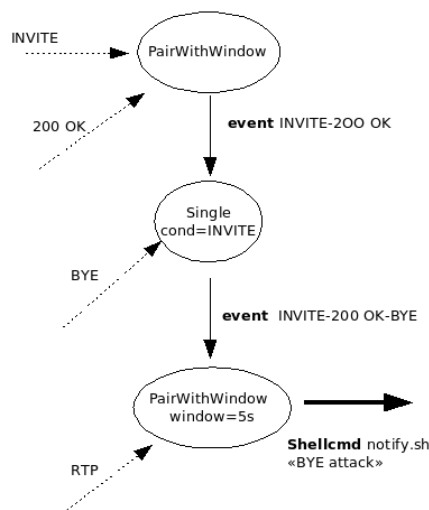 INVITE
PairWithWindow
200 OK
event INVITE-2OO OK
Single
cond=INVITE
BYE
event INVITE-200 OK-BYE
PairWithWindow
window=5s
Shellcmd notify.sh
«BYE attack»
RTP